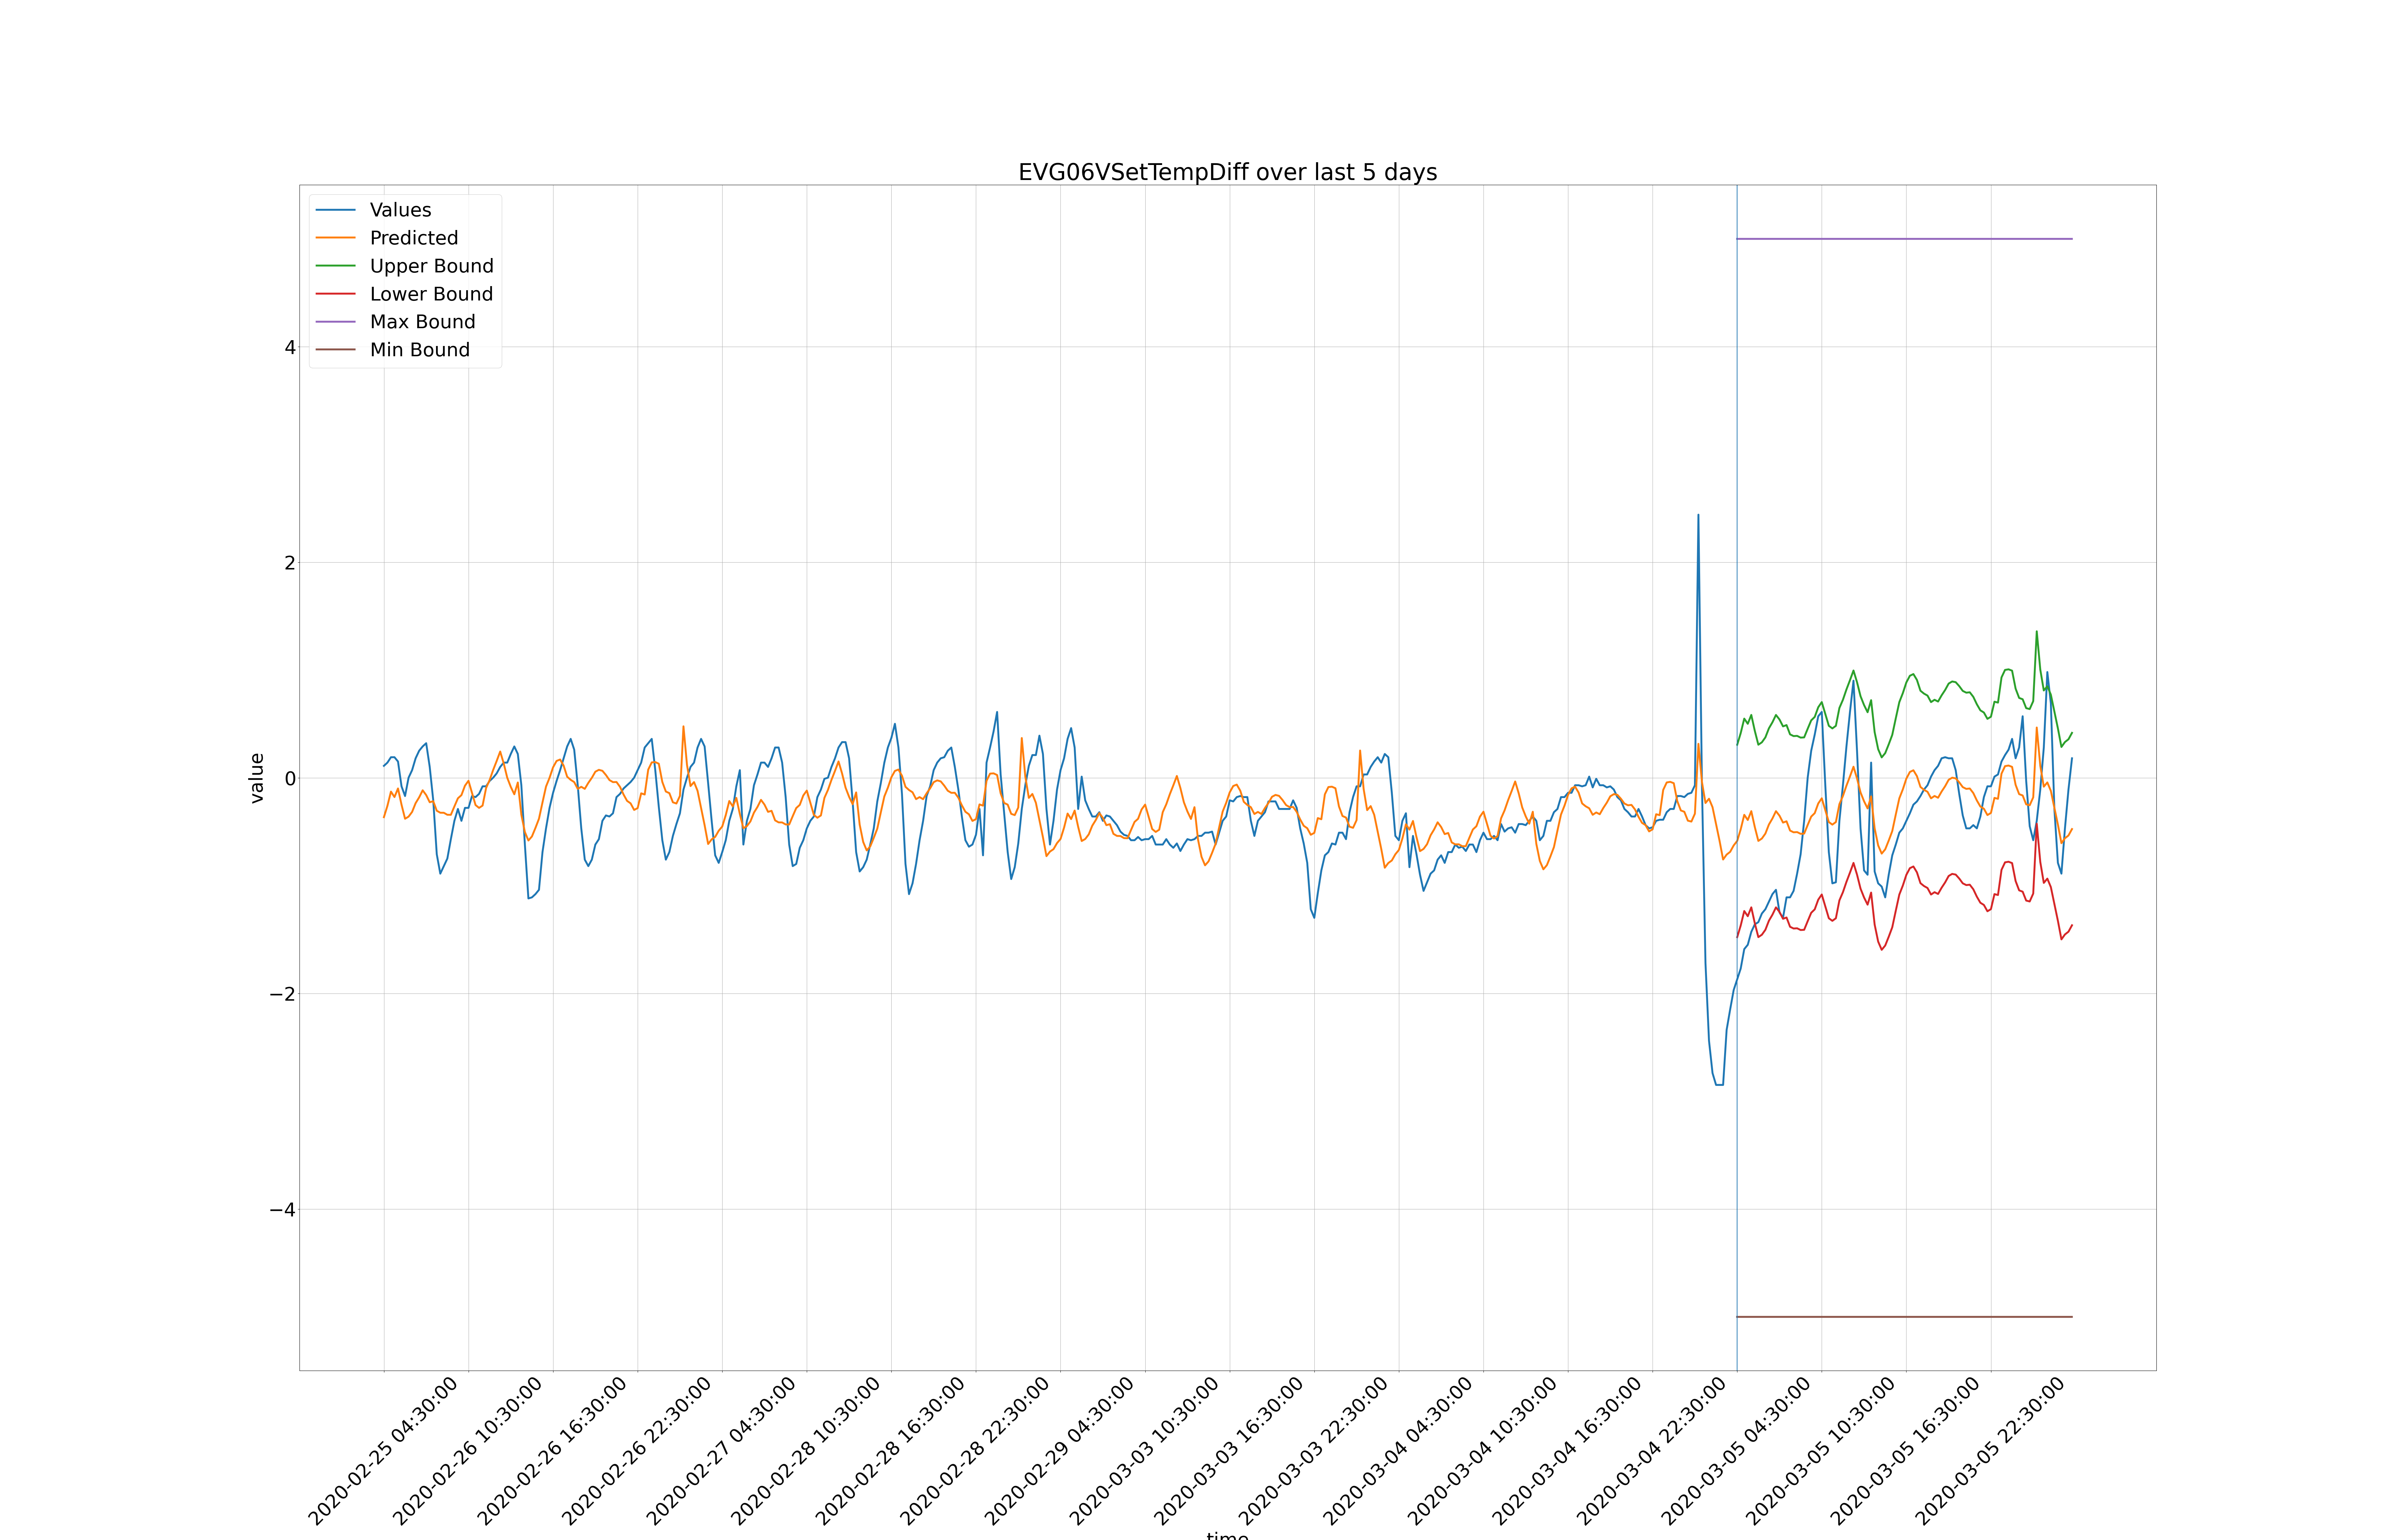 EVG06VSetTempDiff over last 5 days
Values
Predicted
Upper Bound
Lower Bound
Max Bound
Min Bound
4
2
0
−2
−4
value
2020-02-25 04:30:00
2020-02-26 10:30:00
2020-02-26 16:30:00
2020-02-26 22:30:00
2020-02-27 04:30:00
2020-02-28 10:30:00
2020-02-28 16:30:00
2020-02-28 22:30:00
2020-02-29 04:30:00
2020-03-03 10:30:00
2020-03-03 16:30:00
2020-03-03 22:30:00
2020-03-04 04:30:00
2020-03-04 10:30:00
2020-03-04 16:30:00
2020-03-04 22:30:00
2020-03-05 04:30:00
2020-03-05 10:30:00
2020-03-05 16:30:00
2020-03-05 22:30:00
time